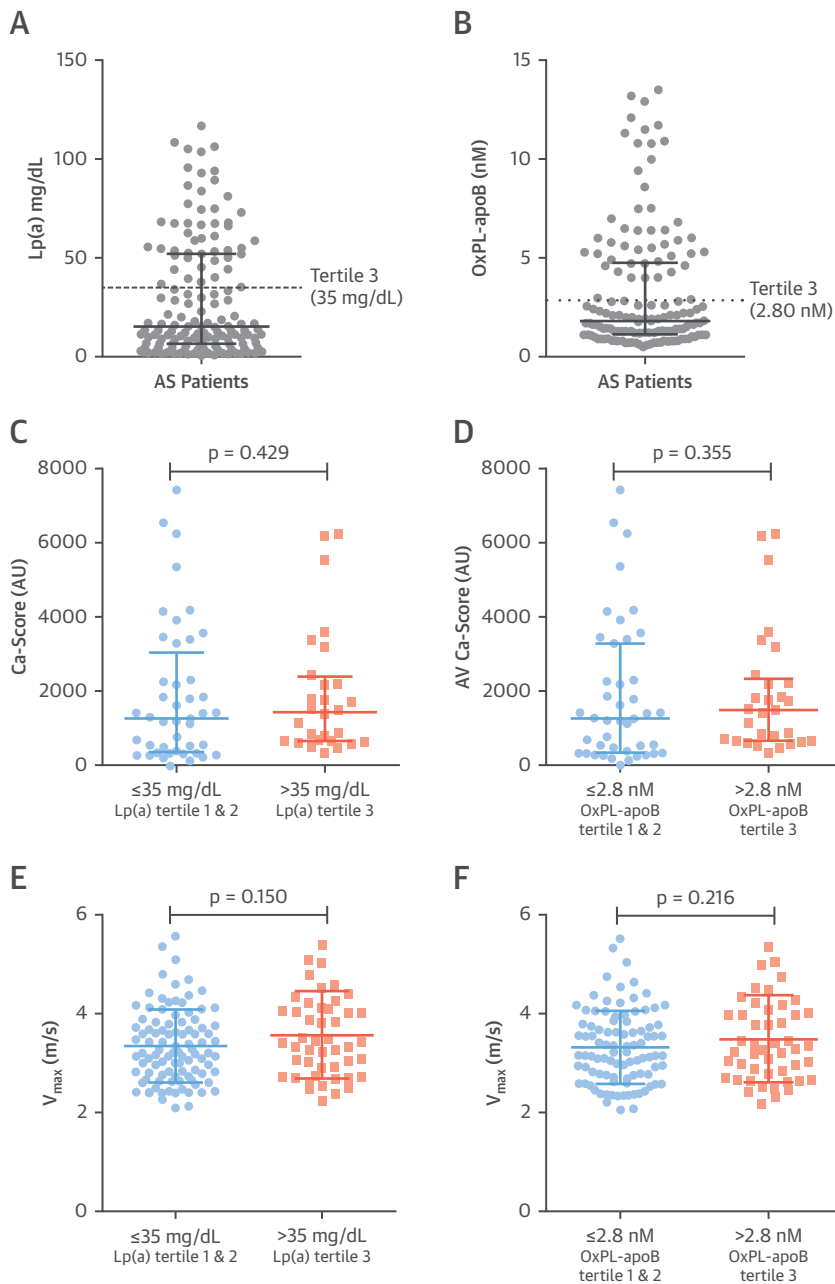 A
150
100
50
0
Lp(a) mg/dL
Tertile 3
(35 mg/dL)
AS Patients
B
15
10
5
0
OxPL-apoB (nM)
Tertile 3
(2.80 nM)
AS Patients
C
8000
6000
4000
2000
0
Ca-Score (AU)
p = 0.429
≤35 mg/dL
Lp(a) tertile 1 & 2
>35 mg/dL
Lp(a) tertile 3
D
8000
6000
4000
2000
0
AV Ca-Score (AU)
p = 0.355
≤2.8 nM
OxPL-apoB
tertile 1 & 2
>2.8 nM
OxPL-apoB
tertile 3
E
6
4
2
0
Vmax (m/s)
p = 0.150
≤35 mg/dL
Lp(a) tertile 1 & 2
>35 mg/dL
Lp(a) tertile 3
F
6
4
2
0
Vmax (m/s)
p = 0.216
≤2.8 nM
OxPL-apoB
tertile 1 & 2
>2.8 nM
OxPL-apoB
tertile 3